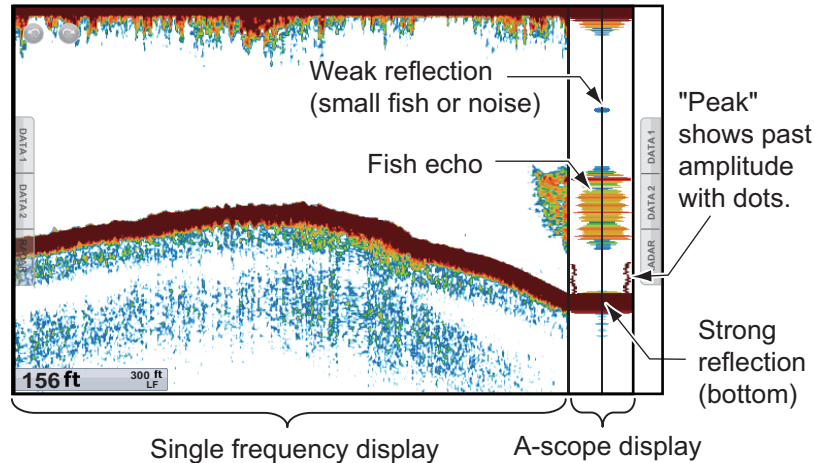 Weak reflection
(small fish or noise)
Fish echo
"Peak"
shows past
amplitude
with dots.
DATA 1
DATA 2
DATA 1
DATA 2
ADAR
Strong
reflection
(bottom)
156 ft
300 ft
LF
Single frequency display
A-scope display